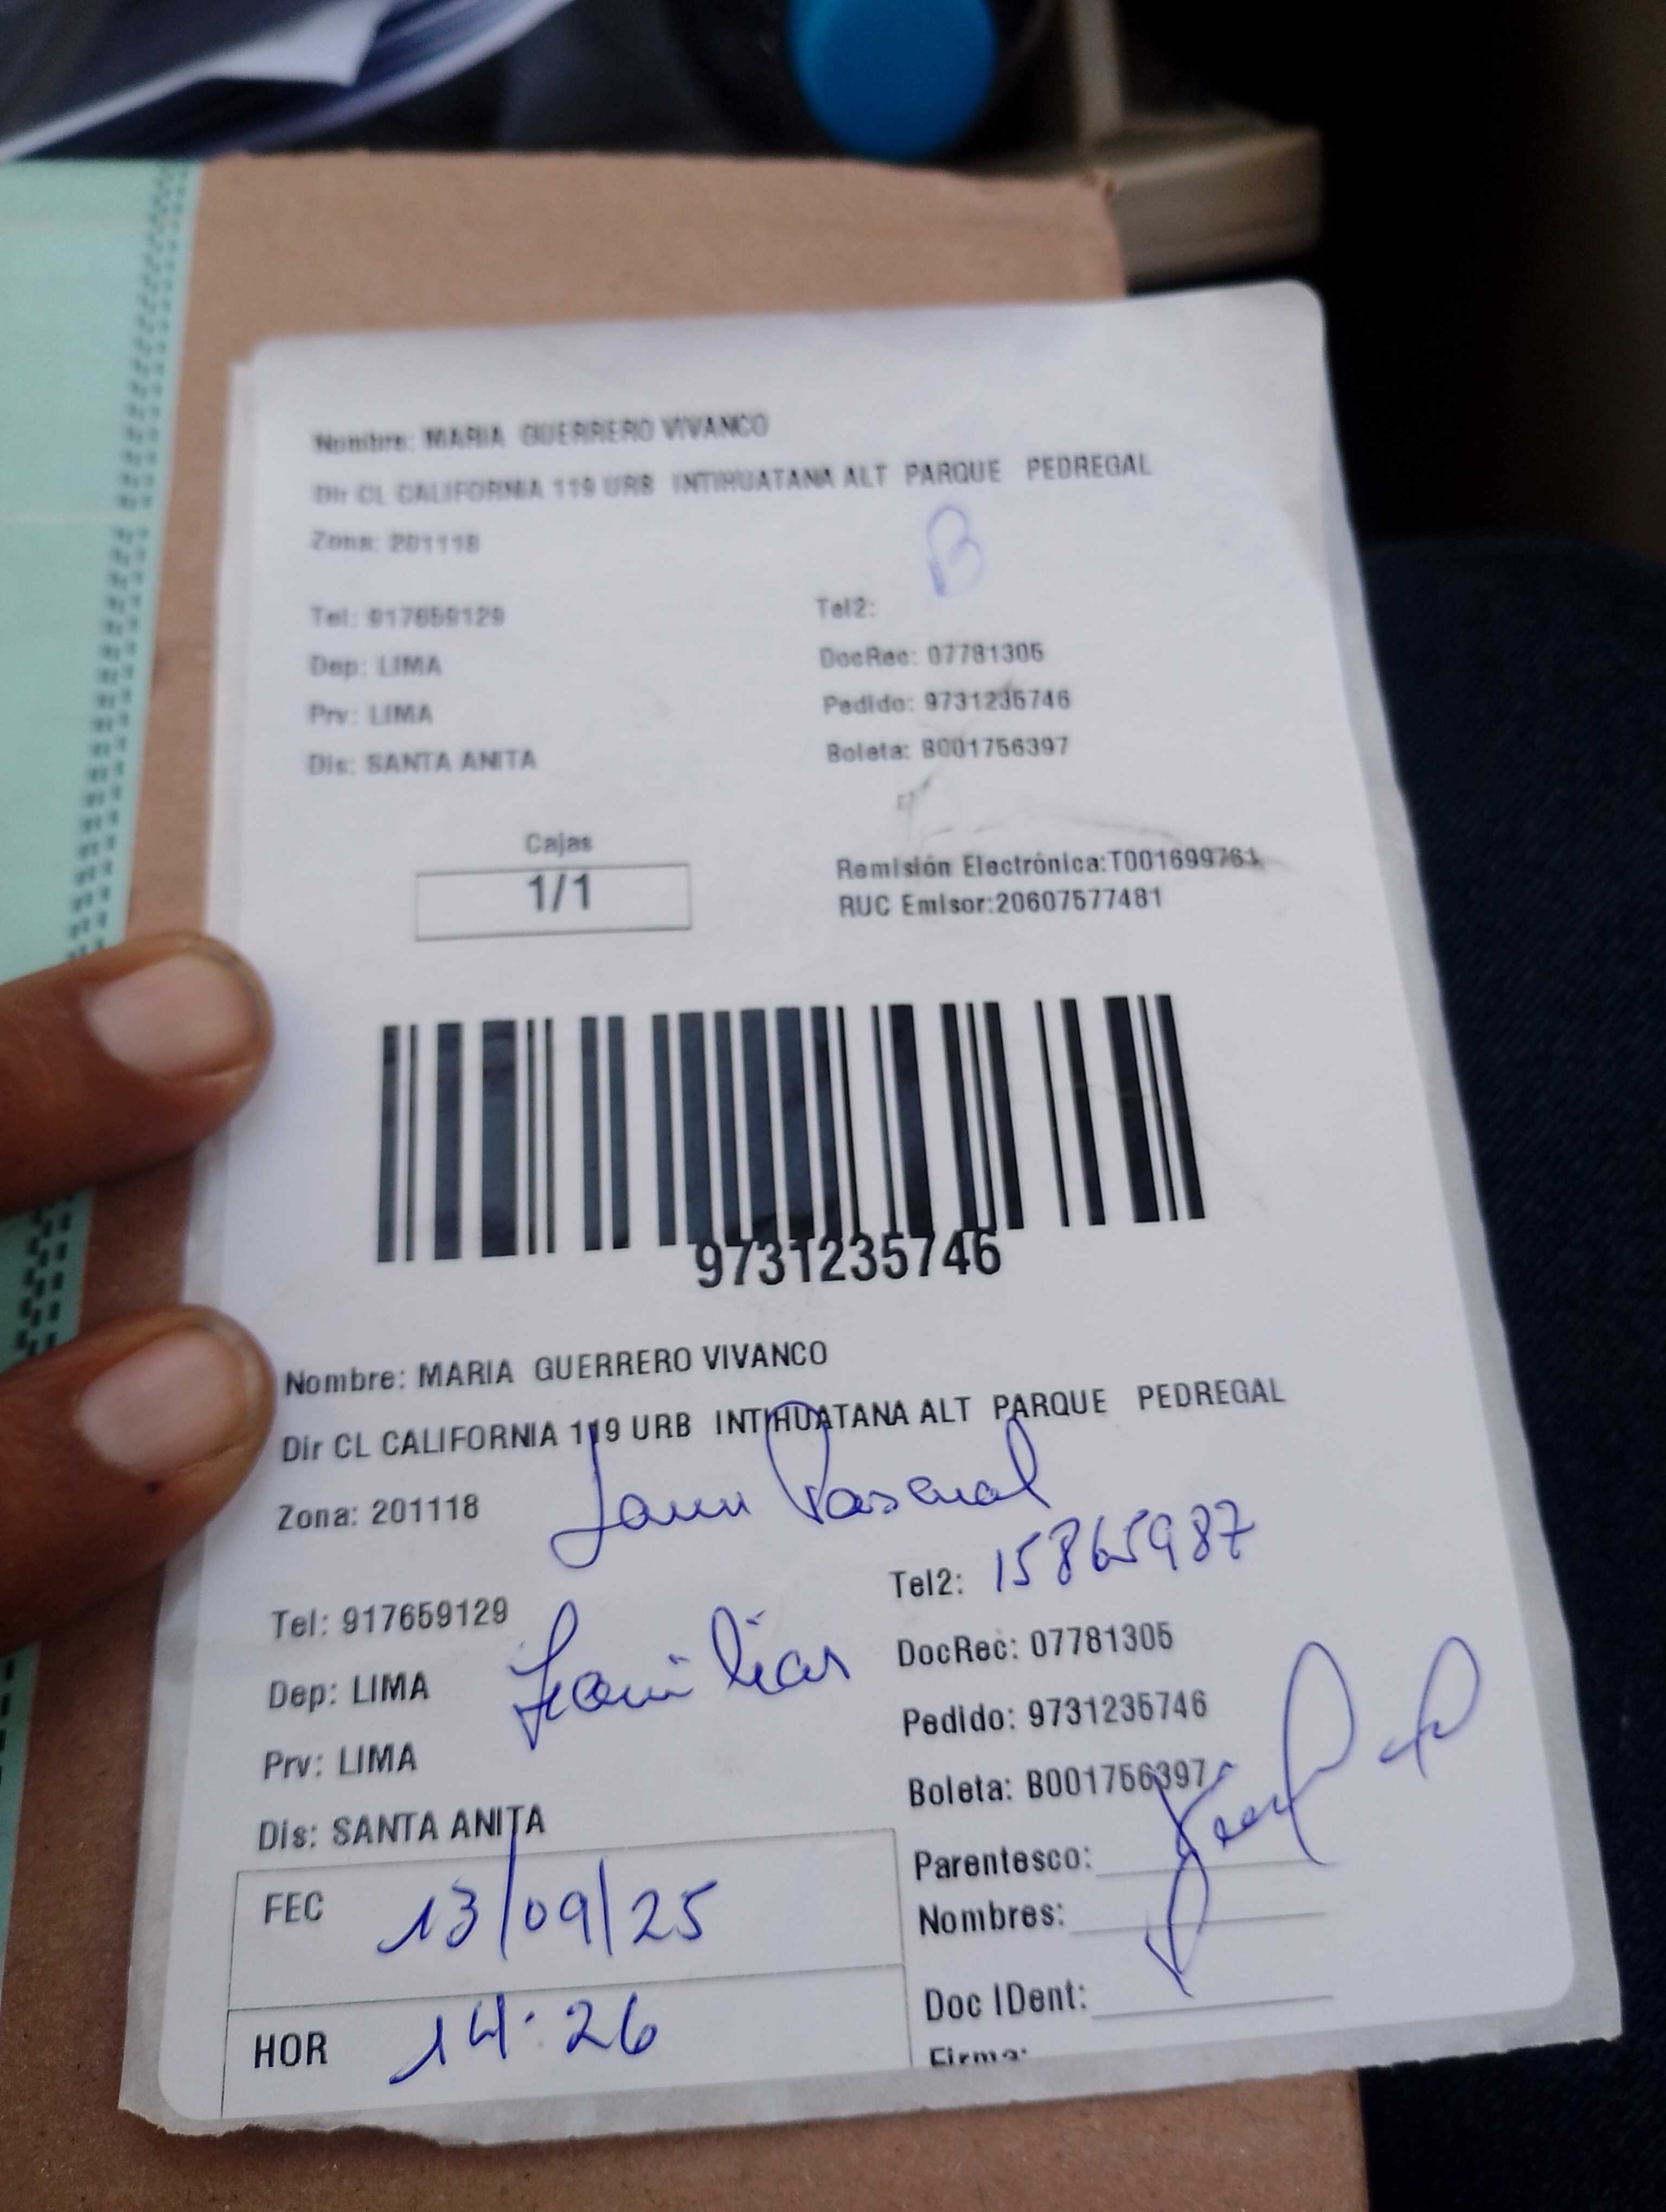 Nombre: MARIA GUERRERO VIVANCO
Dir CL CALIFORNIA 119 URB INTIHUATANA ALT PARQUE PEDREGAL
B
Zona: 201118
Tel: 917659129
Tel2:
Dep: LIMA
DocRec: 07781305
Prv: LIMA
Pedido: 9731235746
Dis: SANTA ANITA
Boleta: B001756397
Cajas
1/1
Remisión Electrónica:T001699761
RUC Emisor:20607577481
9731235746
Nombre: MARIA GUERRERO VIVANCO
Dir CL CALIFORNIA 119 URB INTIHUATANA ALT PARQUE PEDREGAL
Zona: 201118
Pascual
Tel: 917659129
Tel2: 15865987
Dep: LIMA
DocRec: 07781305
Prv: LIMA
Pedido: 9731235746
Dis: SANTA ANITA
Boleta: B001756397
FEC 13/09/25
Parentesco:
Nombres:
HOR 14:26
Doc IDent:
Firma: